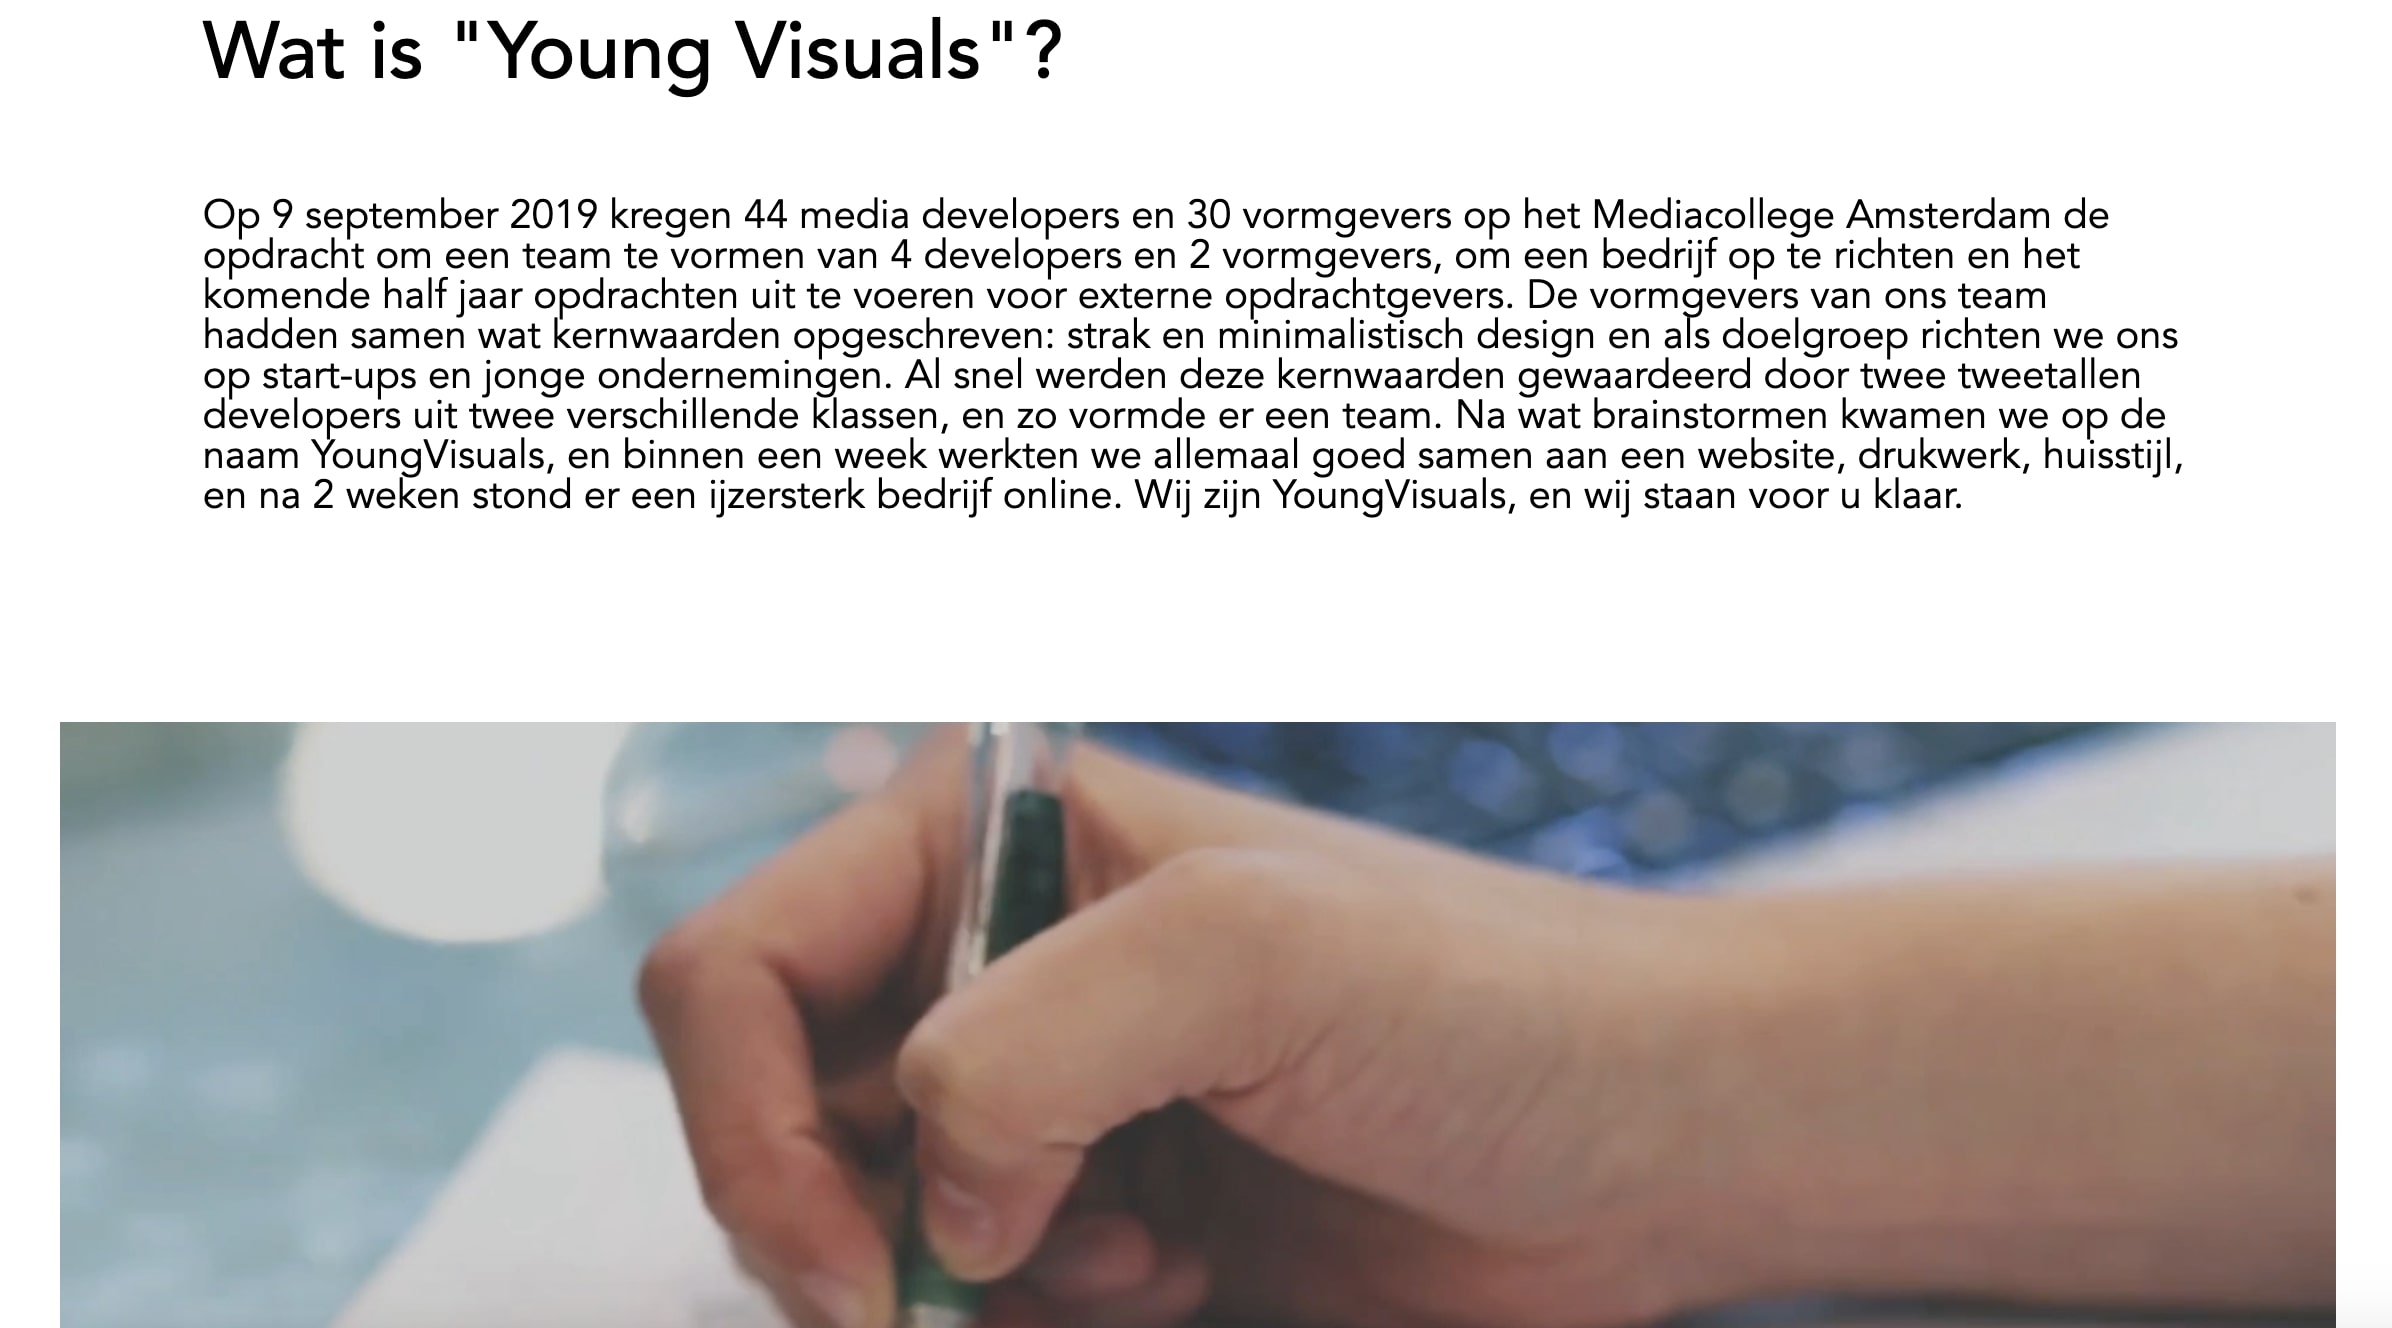 Wat is "Young Visuals"?
Op 9 september 2019 kregen 44 media developers en 30 vormgevers op het Mediacollege Amsterdam de
opdracht om een team te vormen van 4 developers en 2 vormgevers, om een bedrijf op te richten en het
komende half jaar opdrachten uit te voeren voor externe opdrachtgevers. De vormgevers van ons team
hadden samen wat kernwaarden opgeschreven: strak en minimalistisch design en als doelgroep richten we ons
op start-ups en jonge ondernemingen. Al snel werden deze kernwaarden gewaardeerd door twee tweetallen
developers uit twee verschillende klassen, en zo vormde er een team. Na wat brainstormen kwamen we op de
naam YoungVisuals, en binnen een week werkten we allemaal goed samen aan een website, drukwerk, huisstijl,
en na 2 weken stond er een ijzersterk bedrijf online. Wij zijn YoungVisuals, en wij staan voor u klaar.